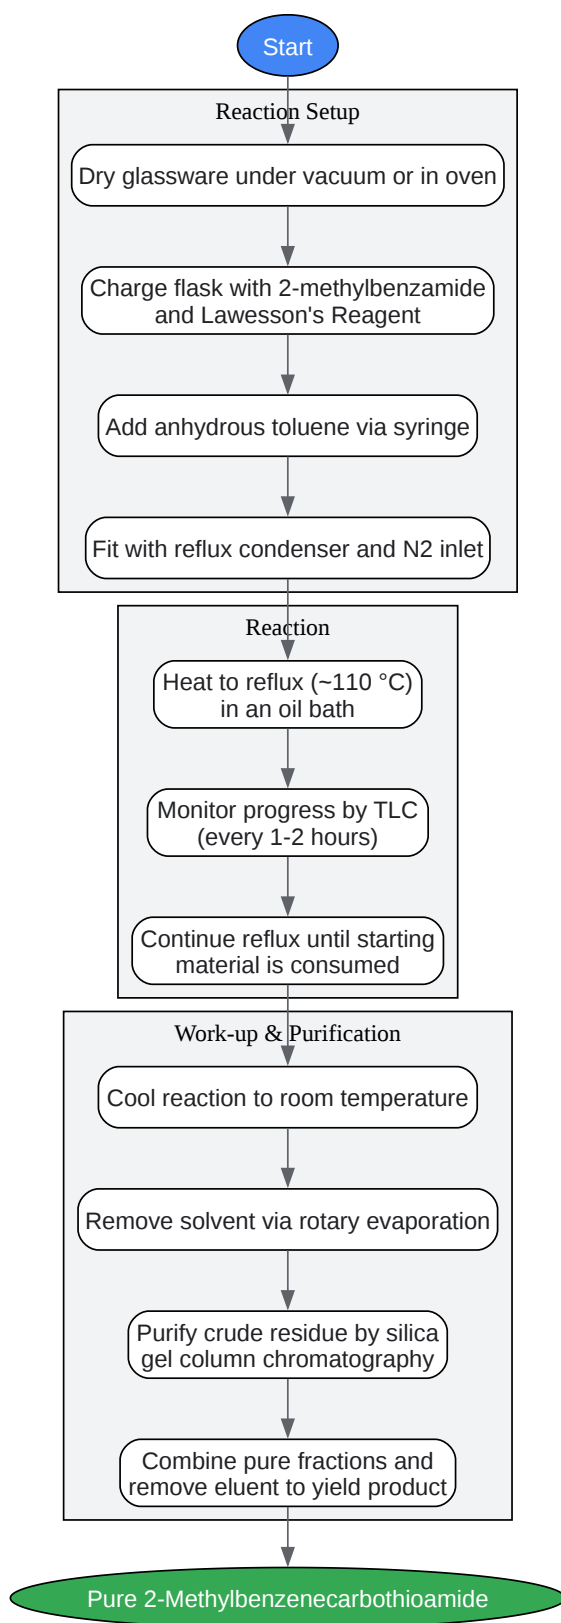 Start
Reaction Setup
Dry glassware under vacuum or in oven
Charge flask with 2-methylbenzamide
and Lawesson's Reagent
Add anhydrous toluene via syringe
Fit with reflux condenser and N2 inlet
Reaction
Heat to reflux (~110 °C)
in an oil bath
Monitor progress by TLC
(every 1-2 hours)
Continue reflux until starting
material is consumed
Work-up & Purification
Cool reaction to room temperature
Remove solvent via rotary evaporation
Purify crude residue by silica
gel column chromatography
Combine pure fractions and
remove eluent to yield product
Pure 2-Methylbenzenecarbothioamide